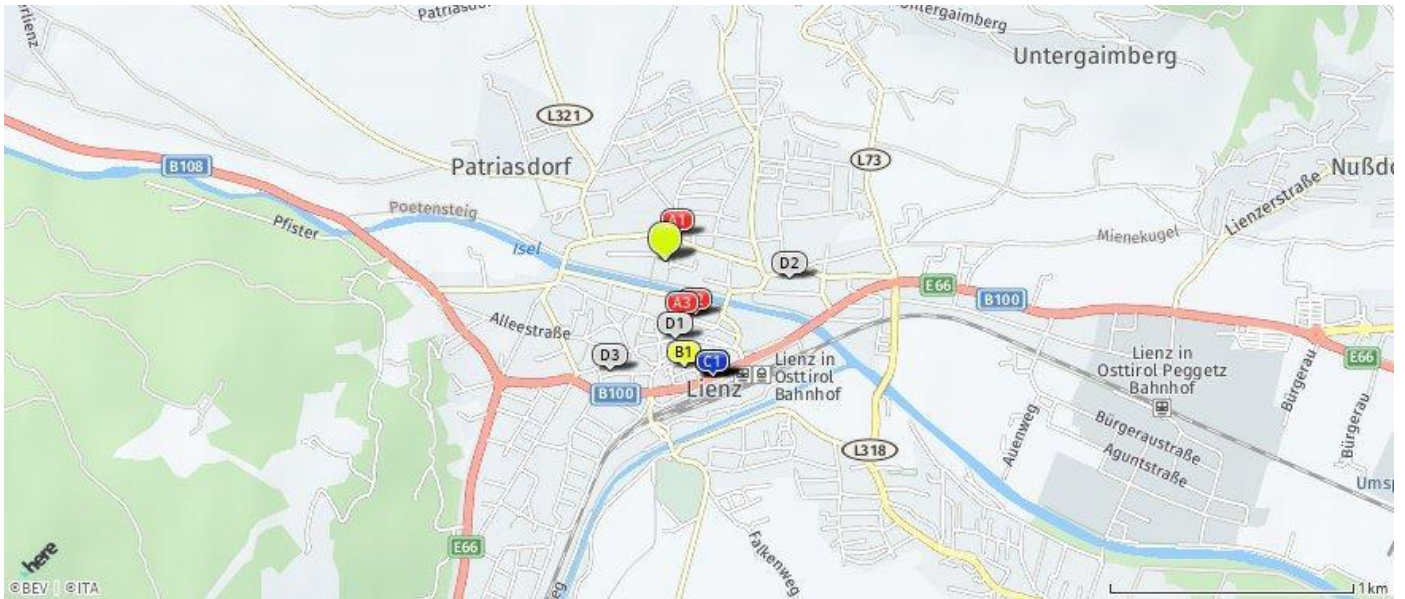 Patriasdorf
Untergaimberg
Untergaimberg
L321
L73
Patriasdorf
B108
Nußdo
Lienzerstraße
Poetensteig
Pfister
Isel
A1
Mienekugel
D2
E66
B100
A3
D1
Alleestraße
B1
C1
D3
Lienz in
Osttirol
Bahnhof
Lienz
B100
Lienz in
Osttirol Peggetz
Bahnhof
E66
Bürgerau
Bürgerau
Auenweg
Bürgeraustraße
Aguntstraße
L318
Umsp
E66
Falkenweg
here
©BEV | ©ITA
1km